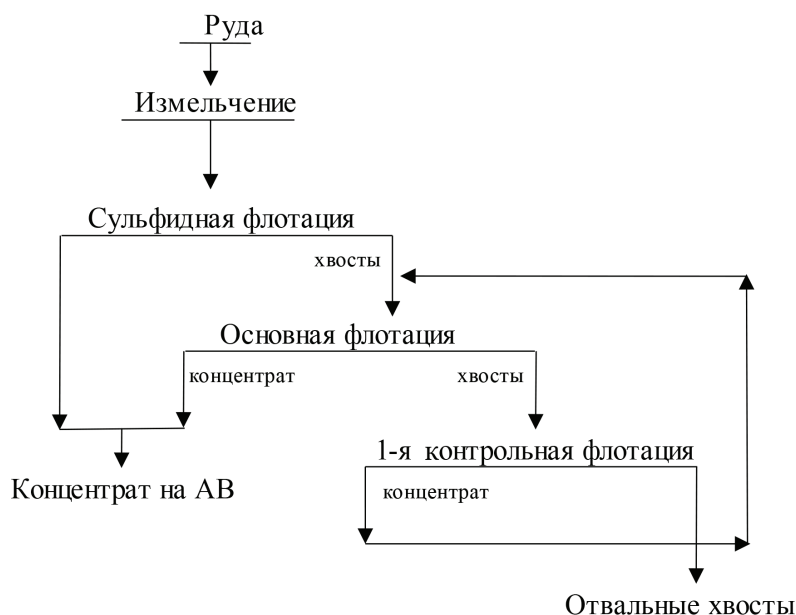 Руда
Измельчение
Сульфидная флотация
хвосты
Основная флотация
концентрат
хвосты
1-я контрольная флотация
Концентрат на АВ
концентрат
Отвальные хвосты